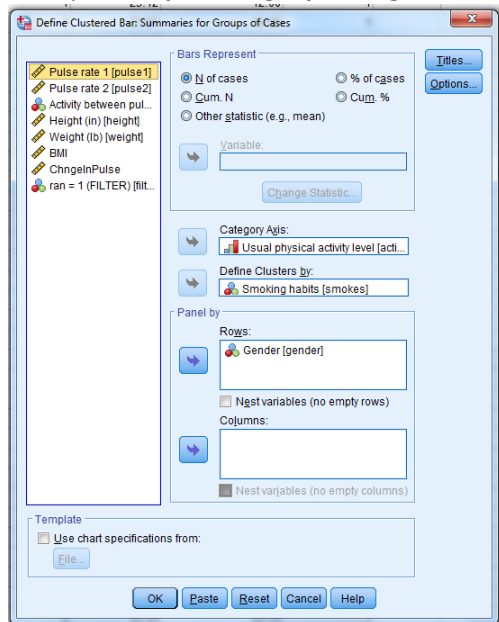 Define Clustered Bar: Summaries for Groups of Cases
Pulse rate 1 [pulse1]
Pulse rate 2 [pulse2]
Activity between pul...
Height (in) [height]
Weight (lb) [weight]
BMI
ChngeInPulse
ran = 1 (FILTER) [filt...
Bars Represent
N of cases
% of cases
Cum. N
Cum. %
Other statistic (e.g., mean)
Variable:
Change Statistic...
Category Axis:
Usual physical activity level [acti...
Define Clusters by:
Smoking habits [smokes]
Panel by
Rows:
Gender [gender]
Nest variables (no empty rows)
Columns:
Nest variables (no empty columns)
Titles...
Options...
Template
Use chart specifications from:
File...
OK
Paste
Reset
Cancel
Help